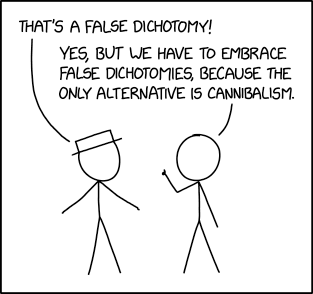 THAT'S A FALSE DICHOTOMY!
YES, BUT WE HAVE TO EMBRACE
FALSE DICHOTOMIES, BECAUSE THE
ONLY ALTERNATIVE IS CANNIBALISM.